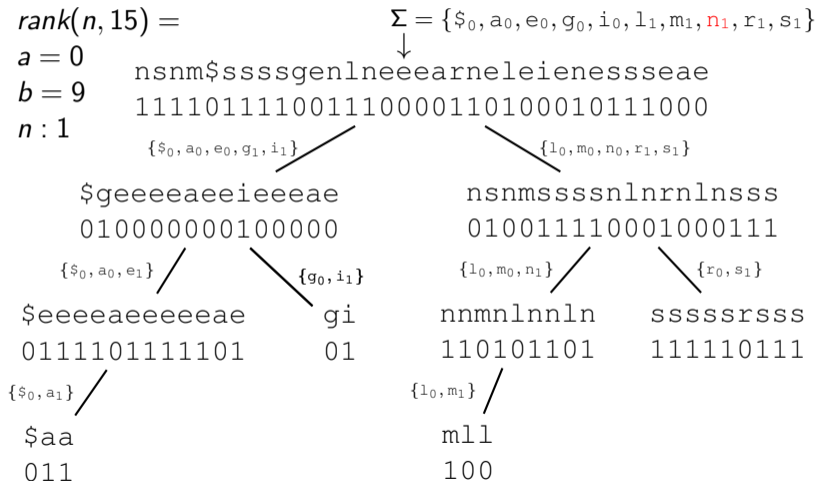 rank(n, 15) =
a = 0
b = 9
n : 1
Σ = {$₀, a₀, e₀, g₀, i₀, l₁, m₁, n₁, r₁, s₁}
nsnm$ssssgenlneeearneleienessseae
111101111001110000110100010111000
{$₀, a₀, e₀, g₁, i₁} {l₀, m₀, n₀, r₁, s₁}
$geeeeaeeieeeae nsnmssssnlnrnlnsss
010000000100000 010011110001000111
{$₀, a₀, e₁} {g₀, i₁} {l₀, m₀, n₁} {r₀, s₁}
$eeeeaeeeeeae gi nnmnlnnln sssssrsss
0111101111101 01 110101101 111110111
{$₀, a₁} {l₀, m₁}
$aa mll
011 100